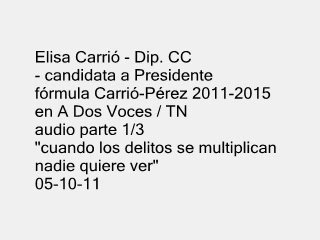 Elisa Carrió - Dip. CC
- candidata a Presidente
fórmula Carrió-Pérez 2011-2015
en A Dos Voces / TN
audio parte 1/3
"cuando los delitos se multiplican
nadie quiere ver"
05-10-11